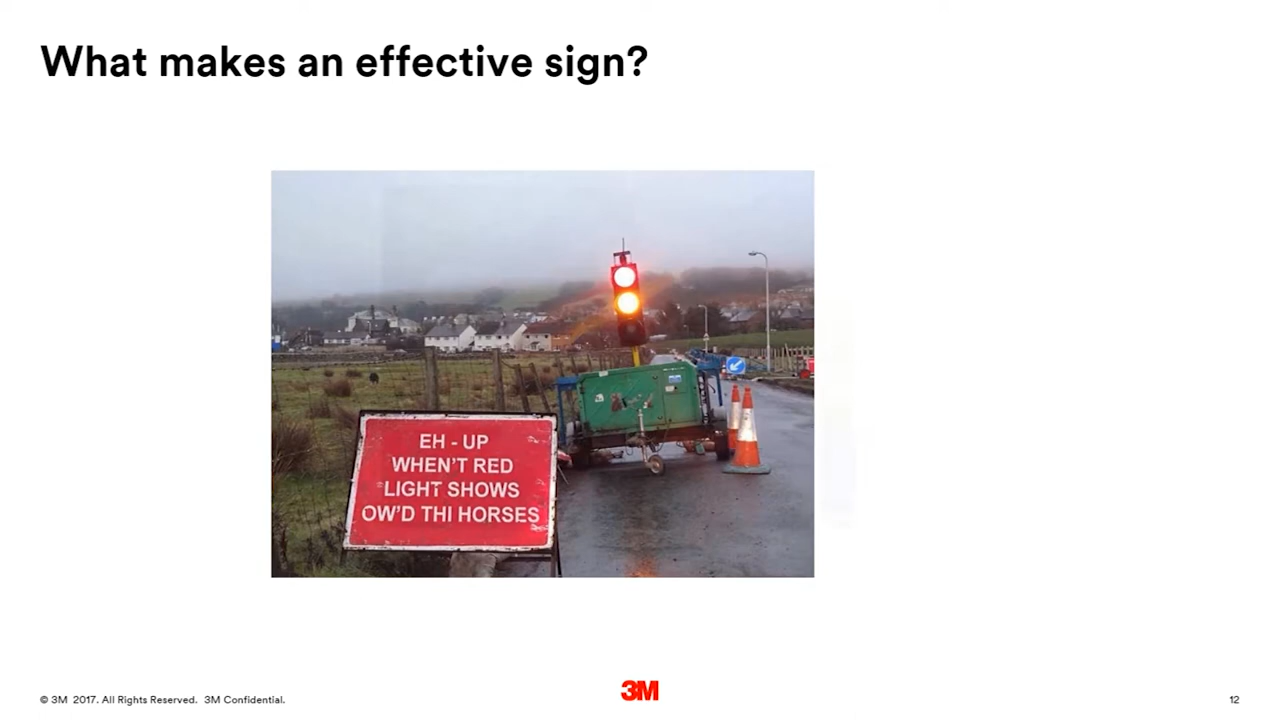 What makes an effective sign?
EH - UP
WHEN'T RED
LIGHT SHOWS
OW'D THI HORSES
© 3M 2017. All Rights Reserved. 3M Confidential.
3M
12